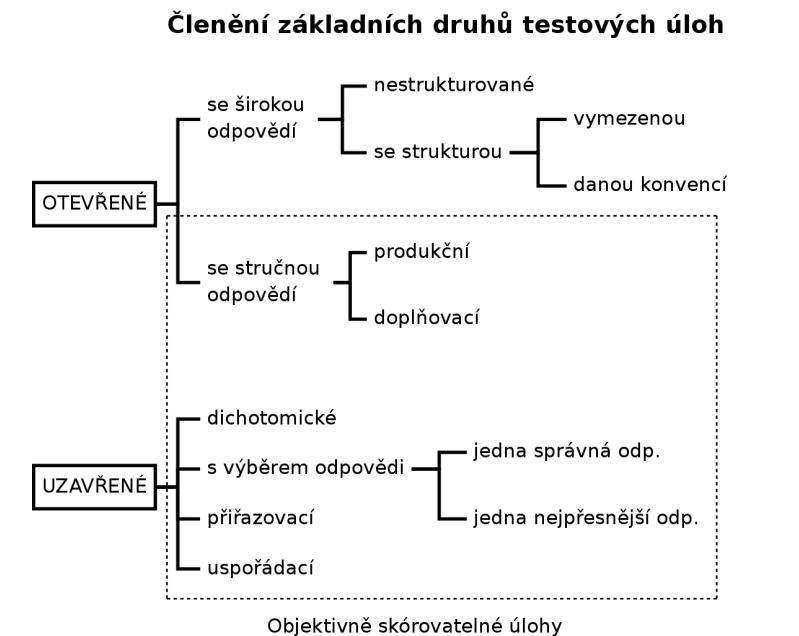 Členění základních druhů testových úloh
OTEVŘENÉ
se širokou
odpovědí
nestrukturované
se strukturou
vymezenou
danou konvencí
se stručnou
odpovědí
produkční
doplňovací
UZAVŘENÉ
dichotomické
s výběrem odpovědi
jedna správná odp.
jedna nejpřesnější odp.
přiřazovací
uspořádací
Objektivně skórovatelné úlohy